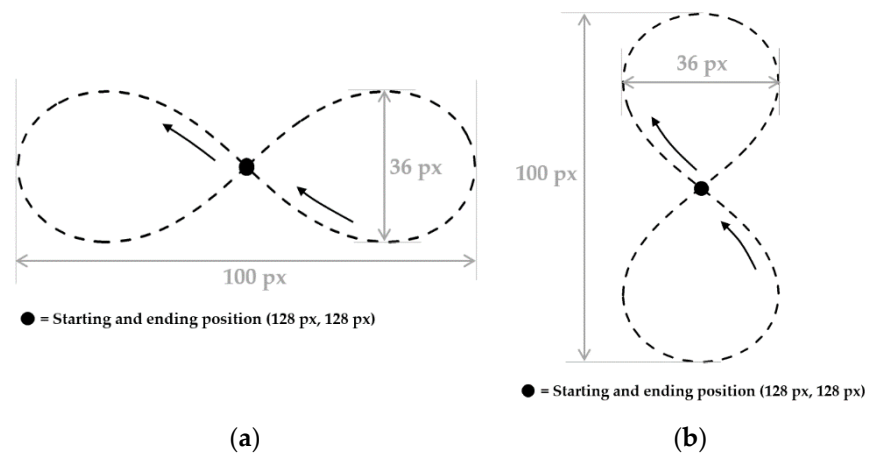 36 px
100 px
● = Starting and ending position (128 px, 128 px)
(a)
36 px
100 px
● = Starting and ending position (128 px, 128 px)
(b)